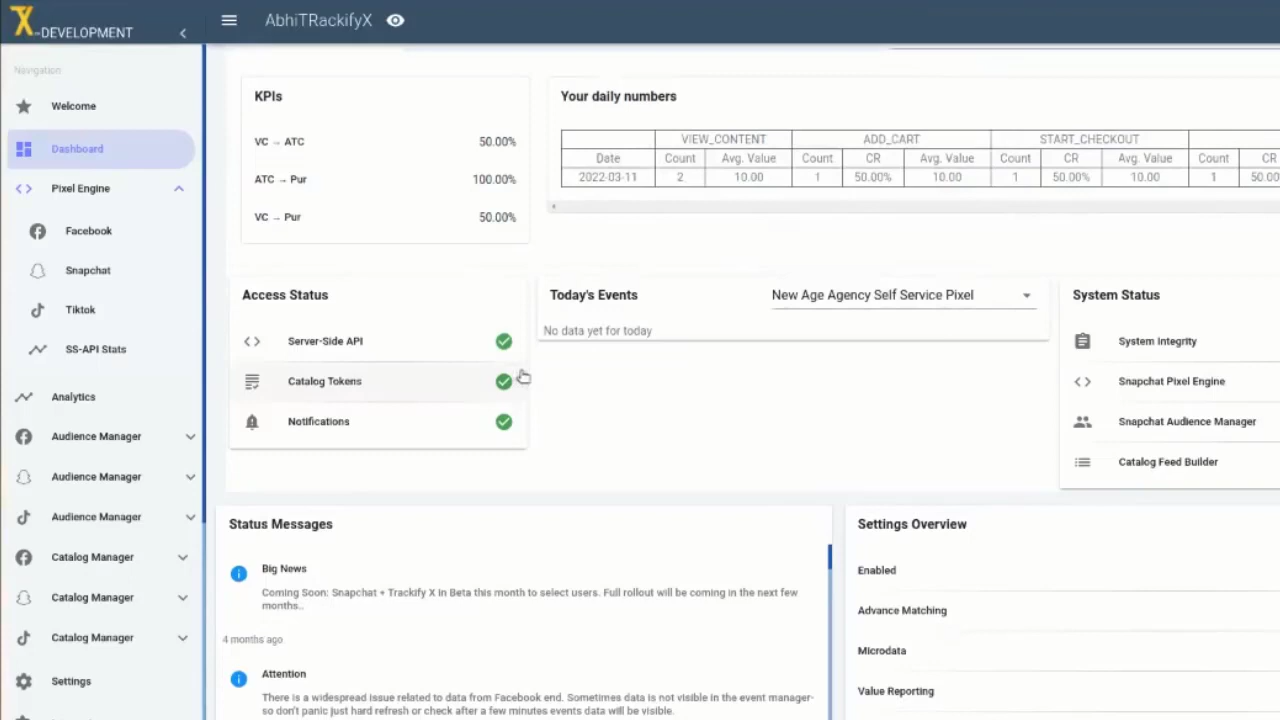 X-DEVELOPMENT
AbhiTRackifyX
Navigation
Welcome
Dashboard
Pixel Engine
Facebook
Snapchat
Tiktok
SS-API Stats
Analytics
Audience Manager
Audience Manager
Audience Manager
Catalog Manager
Catalog Manager
Catalog Manager
Settings
KPIs
VC → ATC 50.00%
ATC → Pur 100.00%
VC → Pur 50.00%
Your daily numbers
VIEW_CONTENT ADD_CART START_CHECKOUT
Date Count Avg. Value Count CR Avg. Value Count CR Avg. Value Count CR
2022-03-11 2 10.00 1 50.00% 10.00 1 50.00% 10.00 1 50.00
Access Status
Server-Side API
Catalog Tokens
Notifications
Today's Events New Age Agency Self Service Pixel
No data yet for today
System Status
System Integrity
Snapchat Pixel Engine
Snapchat Audience Manager
Catalog Feed Builder
Status Messages
Big News
Coming Soon: Snapchat + Trackify X in Beta this month to select users. Full rollout will be coming in the next few
months..
4 months ago
Attention
There is a widespread issue related to data from Facebook end. Sometimes data is not visible in the event manager-
so don't panic just hard refresh or check after a few minutes events data will be visible.
Settings Overview
Enabled
Advance Matching
Microdata
Value Reporting